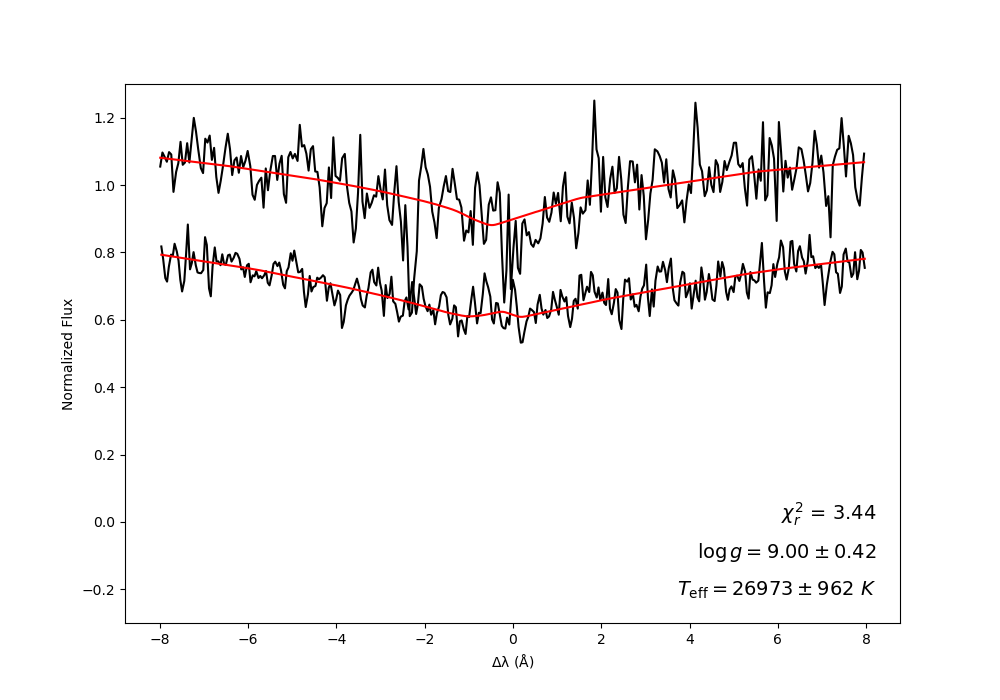 1.2
1.0
0.8
0.6
0.4
0.2
0.0
−0.2
Normalized Flux
χ²ᵣ = 3.44
log g = 9.00 ± 0.42
T_eff = 26973 ± 962 K
−8 −6 −4 −2 0 2 4 6 8
Δλ (Å)